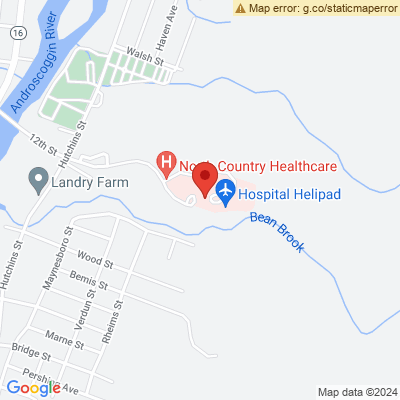 Map error: g.co/staticmaperror
16
Androscoggin River
Haven Ave
Walsh St
12th St
Hutchins St
H
North Country Healthcare
Landry Farm
Hospital Helipad
Bean Brook
Hutchins St
Maynesboro St
Wood St
Bemis St
Verdun St
Rheims St
Marne St
Bridge St
Pershing Ave
Google
Map data ©2024